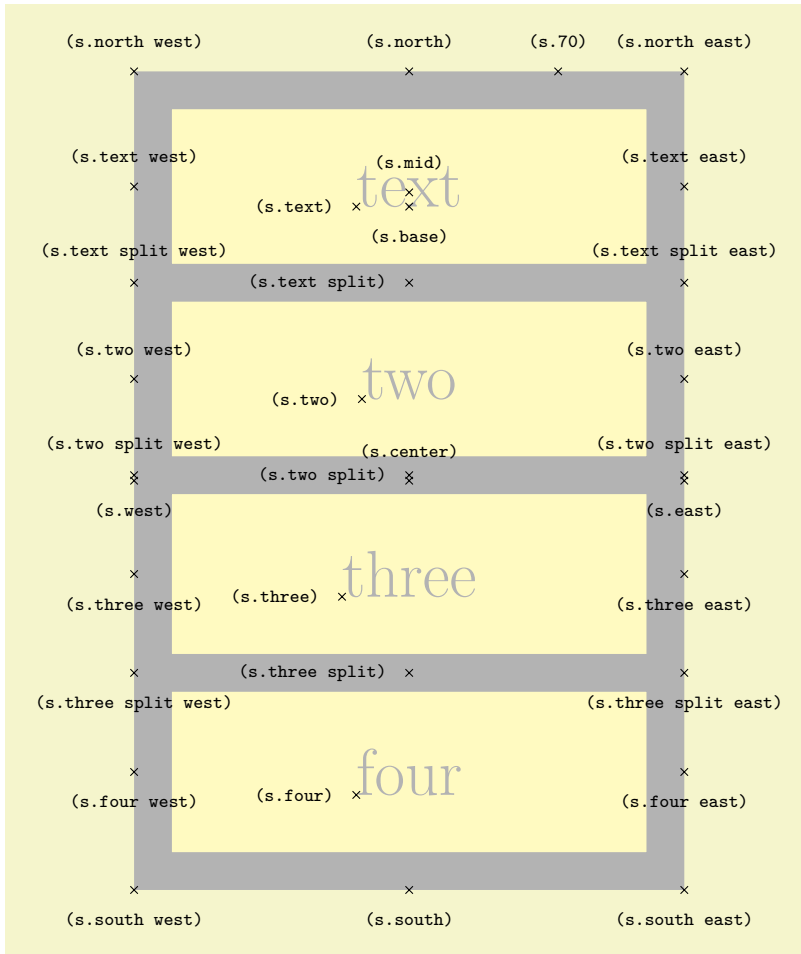 (s.north west) (s.north) (s.70) (s.north east)
(s.text west) (s.mid) (s.text east)
text
(s.text)
(s.base)
(s.text split west) (s.text split east)
(s.text split)
(s.two west) (s.two east)
two
(s.two)
(s.two split west) (s.center) (s.two split east)
(s.two split)
(s.west) (s.east)
three
(s.three)
(s.three west) (s.three east)
(s.three split)
(s.three split west) (s.three split east)
four
(s.four)
(s.four west) (s.four east)
(s.south west) (s.south) (s.south east)